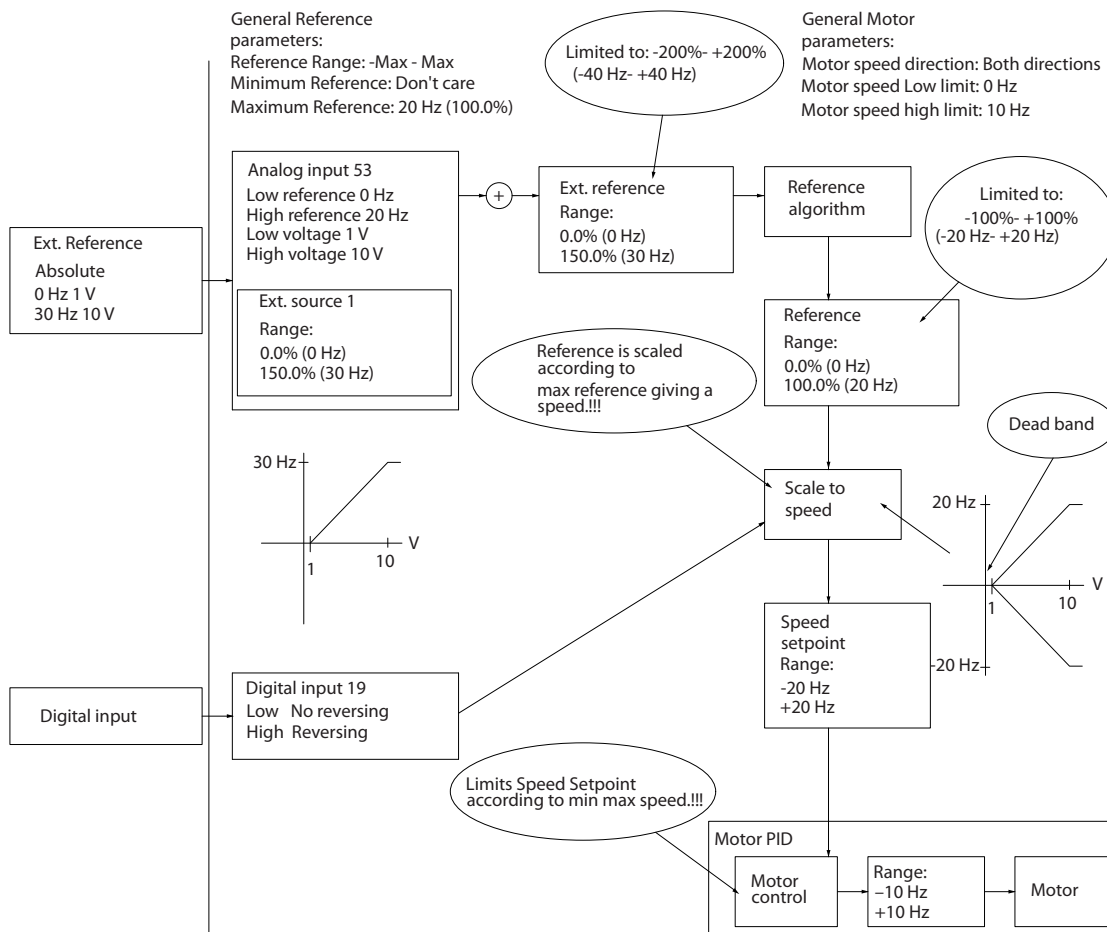 General Reference
parameters:
Reference Range: -Max - Max
Minimum Reference: Don't care
Maximum Reference: 20 Hz (100.0%)
Limited to: -200%- +200%
(-40 Hz- +40 Hz)
General Motor
parameters:
Motor speed direction: Both directions
Motor speed Low limit: 0 Hz
Motor speed high limit: 10 Hz
Ext. Reference
Absolute
0 Hz 1 V
30 Hz 10 V
Analog input 53
Low reference 0 Hz
High reference 20 Hz
Low voltage 1 V
High voltage 10 V
Ext. source 1
Range:
0.0% (0 Hz)
150.0% (30 Hz)
+
Ext. reference
Range:
0.0% (0 Hz)
150.0% (30 Hz)
Reference
algorithm
Limited to:
-100%- +100%
(-20 Hz- +20 Hz)
Reference
Range:
0.0% (0 Hz)
100.0% (20 Hz)
Reference is scaled
according to
max reference giving a
speed.!!!
Dead band
30 Hz
1
10
V
Scale to
speed
20 Hz
1
10
V
-20 Hz
Speed
setpoint
Range:
-20 Hz
+20 Hz
Digital input
Digital input 19
Low No reversing
High Reversing
Limits Speed Setpoint
according to min max speed.!!!
Motor PID
Motor
control
Range:
–10 Hz
+10 Hz
Motor